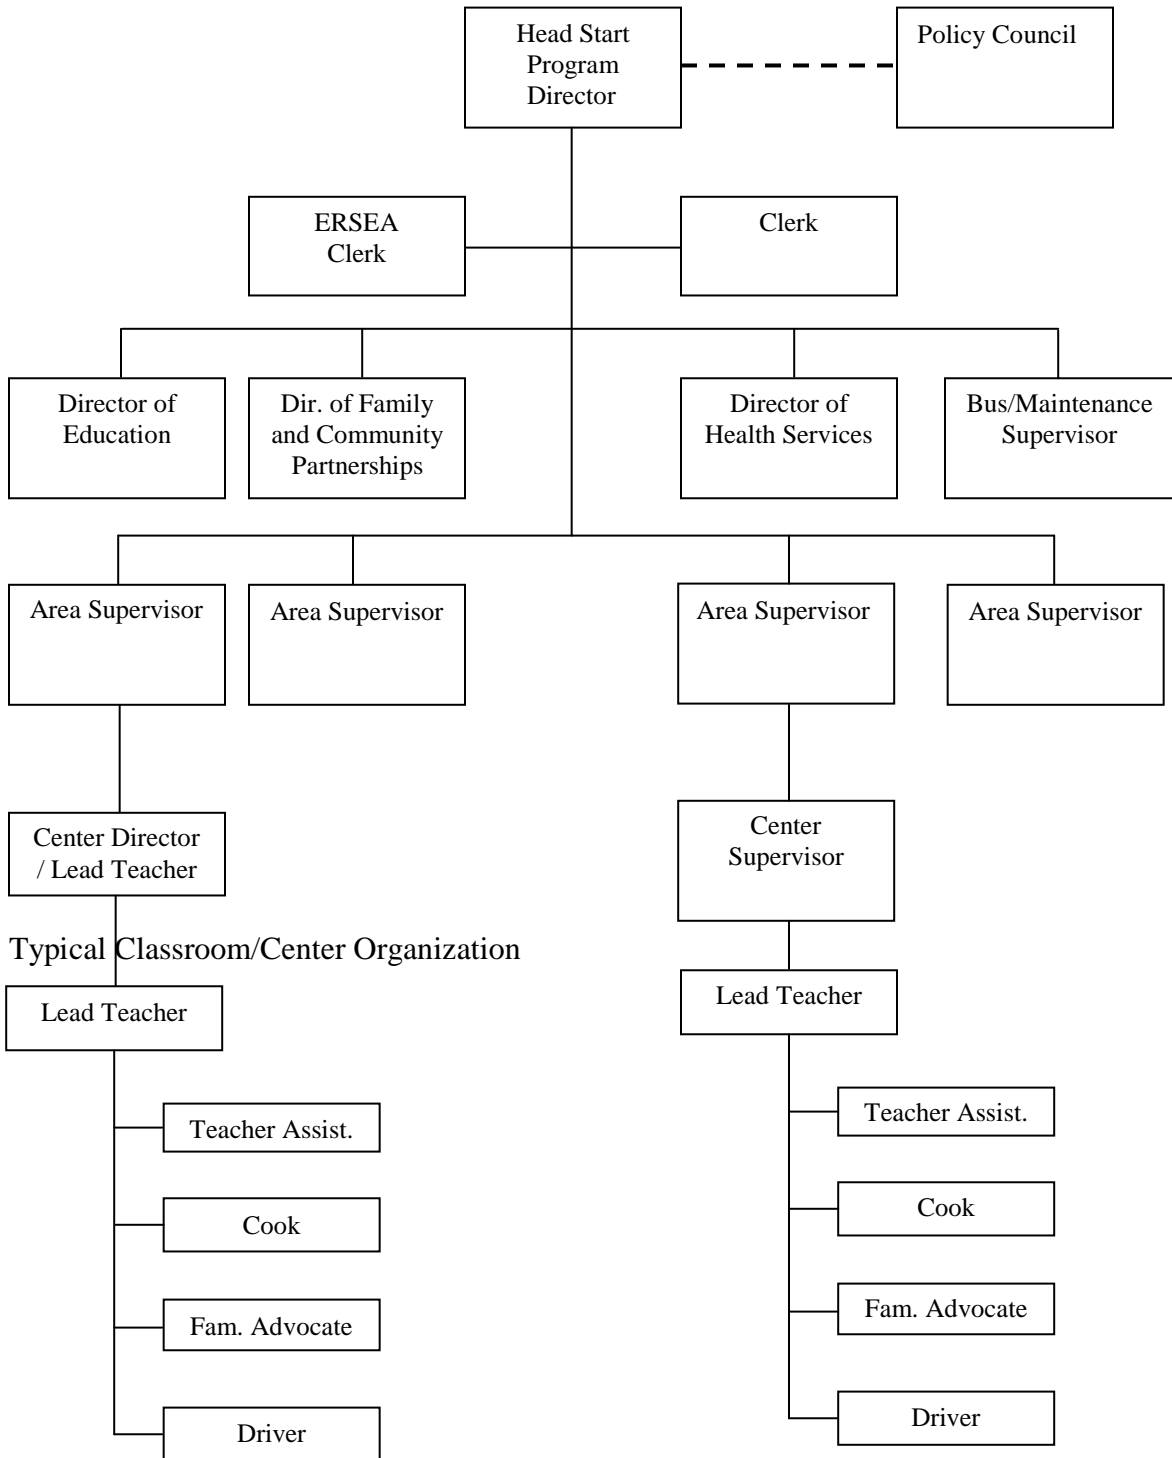 Head Start
Program
Director
Policy Council
ERSEA
Clerk
Clerk
Director of
Education
Dir. of Family
and Community
Partnerships
Director of
Health Services
Bus/Maintenance
Supervisor
Area Supervisor
Area Supervisor
Area Supervisor
Area Supervisor
Center Director
/ Lead Teacher
Center
Supervisor
Typical Classroom/Center Organization
Lead Teacher
Lead Teacher
Teacher Assist.
Cook
Fam. Advocate
Driver
Teacher Assist.
Cook
Fam. Advocate
Driver